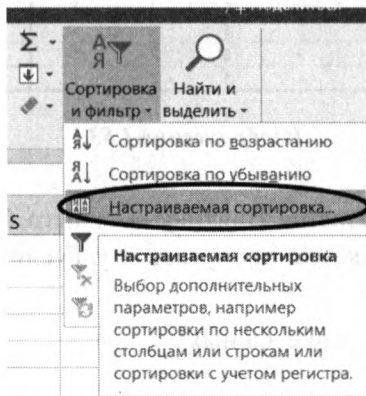 Сортировка
и фильтр
Найти и
выделить
Сортировка по возрастанию
Сортировка по убыванию
Настраиваемая сортировка...
S
Настраиваемая сортировка
Выбор дополнительных
параметров, например
сортировки по нескольким
столбцам или строкам или
сортировки с учетом регистра.